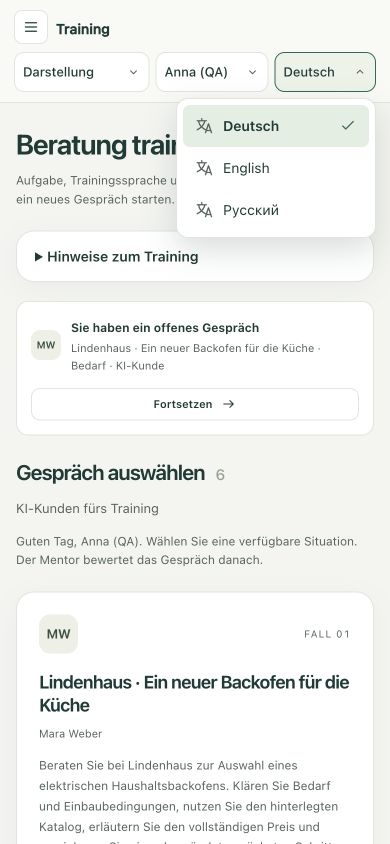 Training
Darstellung
Anna (QA)
Deutsch
Deutsch
English
Русский
Beratung train
Aufgabe, Trainingssprache u
ein neues Gespräch starten.
Hinweise zum Training
MW
Sie haben ein offenes Gespräch
Lindenhaus · Ein neuer Backofen für die Küche ·
Bedarf · KI-Kunde
Fortsetzen
Gespräch auswählen 6
KI-Kunden fürs Training
Guten Tag, Anna (QA). Wählen Sie eine verfügbare Situation.
Der Mentor bewertet das Gespräch danach.
MW
FALL 01
Lindenhaus · Ein neuer Backofen für die
Küche
Mara Weber
Beraten Sie bei Lindenhaus zur Auswahl eines
elektrischen Haushaltsbackofens. Klären Sie Bedarf
und Einbaubedingungen, nutzen Sie den hinterlegten
Katalog, erläutern Sie den vollständigen Preis und